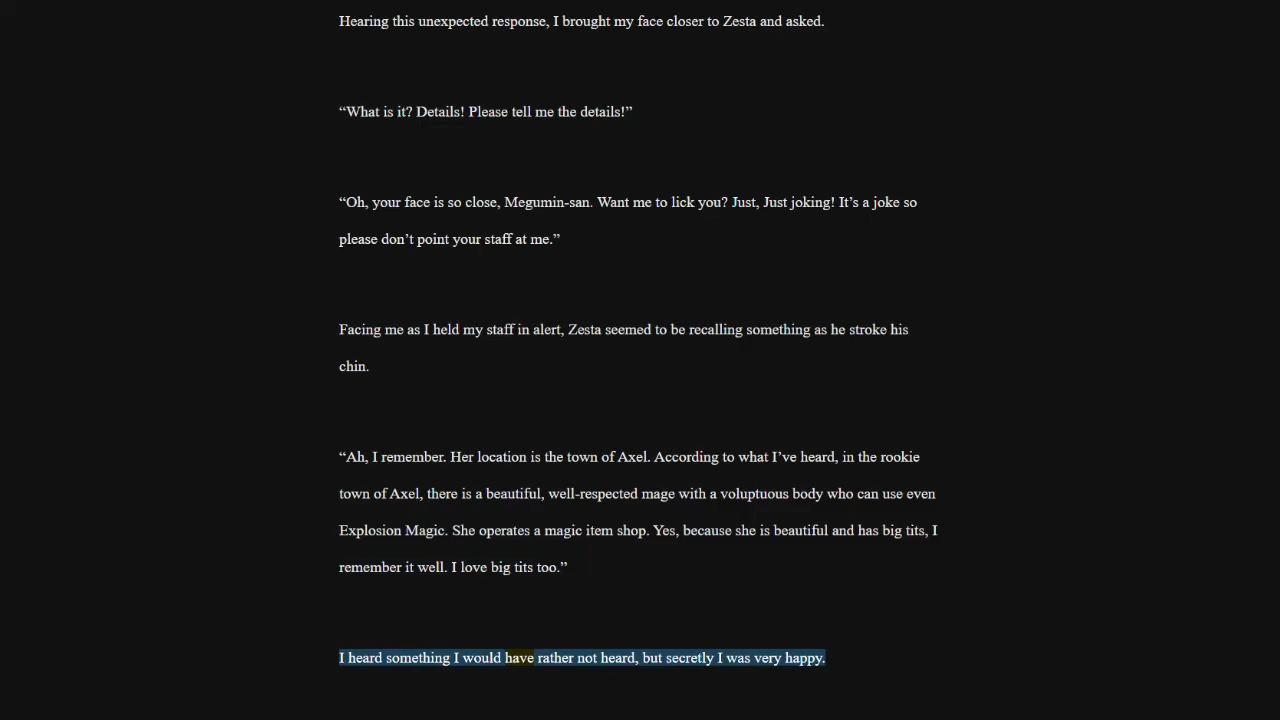 Hearing this unexpected response, I brought my face closer to Zesta and asked.
“What is it? Details! Please tell me the details!”
“Oh, your face is so close, Megumin-san. Want me to lick you? Just, Just joking! It’s a joke so
please don’t point your staff at me.”
Facing me as I held my staff in alert, Zesta seemed to be recalling something as he stroke his
chin.
“Ah, I remember. Her location is the town of Axel. According to what I’ve heard, in the rookie
town of Axel, there is a beautiful, well-respected mage with a voluptuous body who can use even
Explosion Magic. She operates a magic item shop. Yes, because she is beautiful and has big tits, I
remember it well. I love big tits too.”
I heard something I would have rather not heard, but secretly I was very happy.